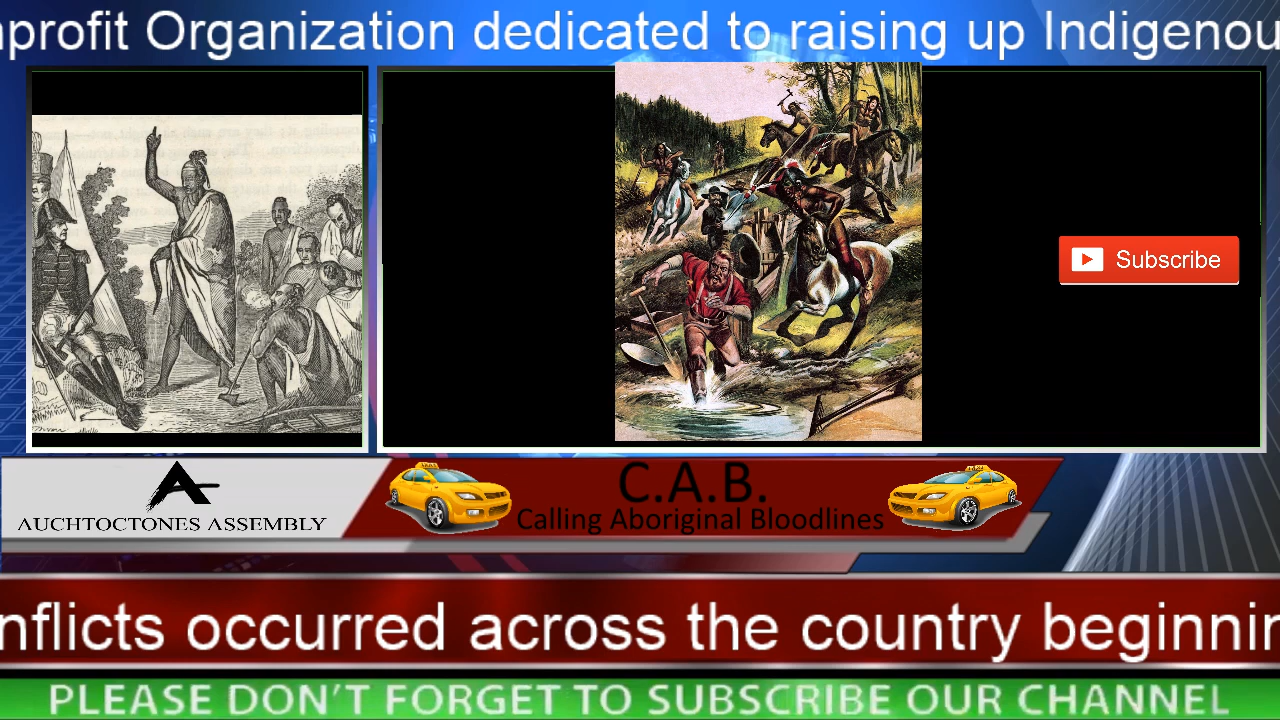 profit Organization dedicated to raising up Indigenou
Subscribe
C.A.B.
Calling Aboriginal Bloodlines
AUCHTOCTONES ASSEMBLY
nflicts occurred across the country beginnin
PLEASE DON'T FORGET TO SUBSCRIBE OUR CHANNEL